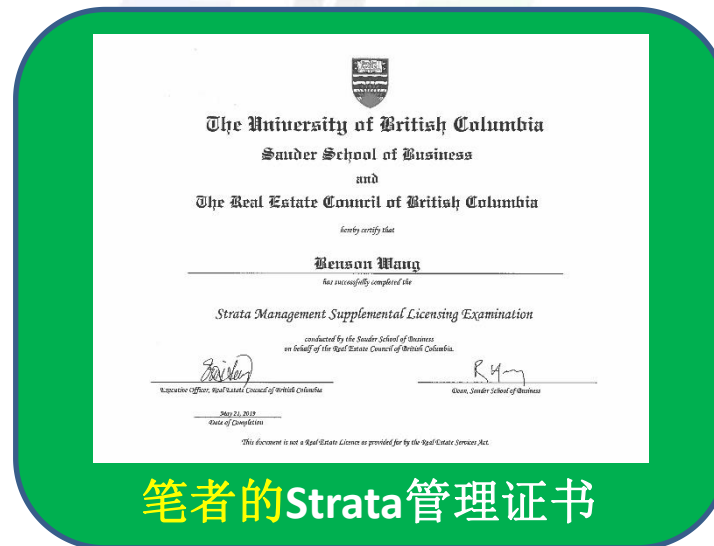 The University of British Columbia
Sauder School of Business
and
The Real Estate Council of British Columbia
hereby certify that
Benson Wang
has successfully completed the
Strata Management Supplemental Licensing Examination
conducted by the Sauder School of Business
on behalf of the Real Estate Council of British Columbia.
Executive Officer, Real Estate Council of British Columbia
Dean, Sauder School of Business
May 21, 2019
Date of Completion
This document is not a Real Estate Licence as provided for by the Real Estate Services Act.
笔者的Strata管理证书